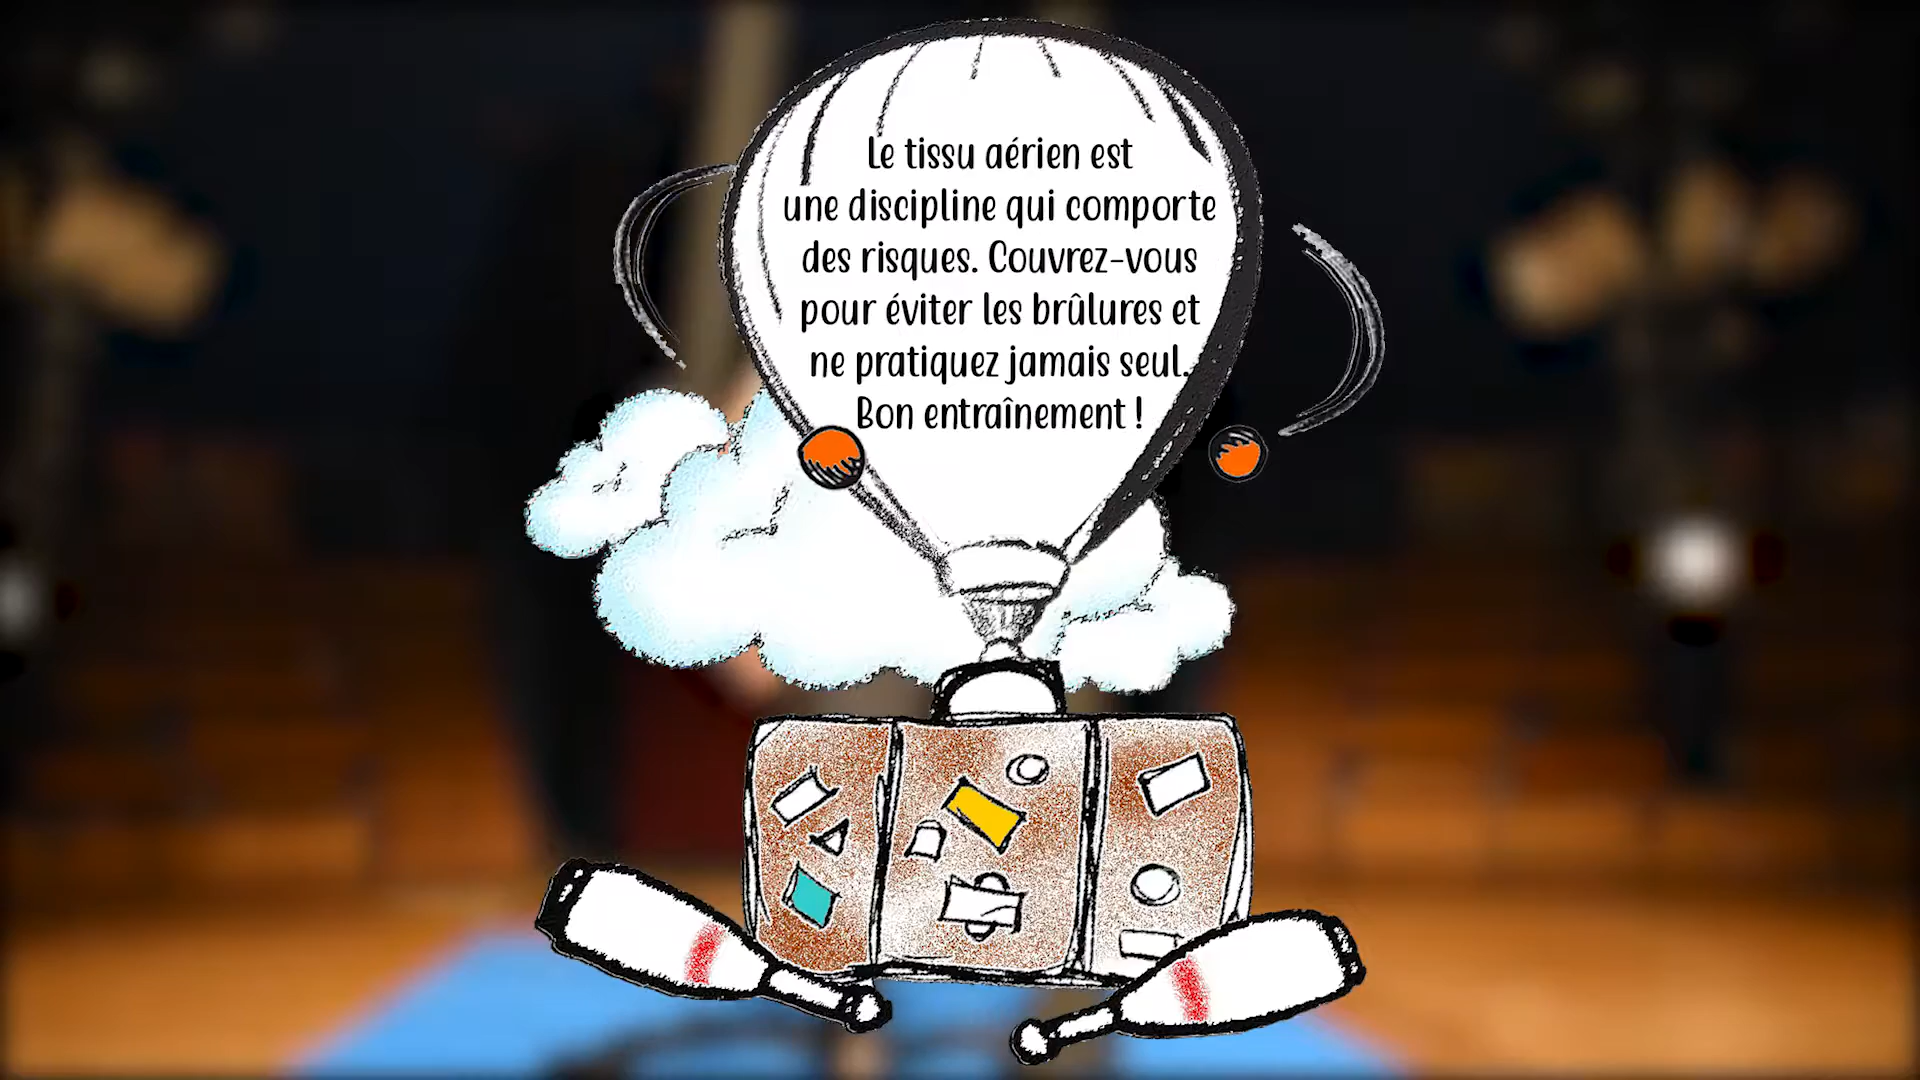 Le tissu aérien est
une discipline qui comporte
des risques. Couvrez-vous
pour éviter les brûlures et
ne pratiquez jamais seul.
Bon entraînement !